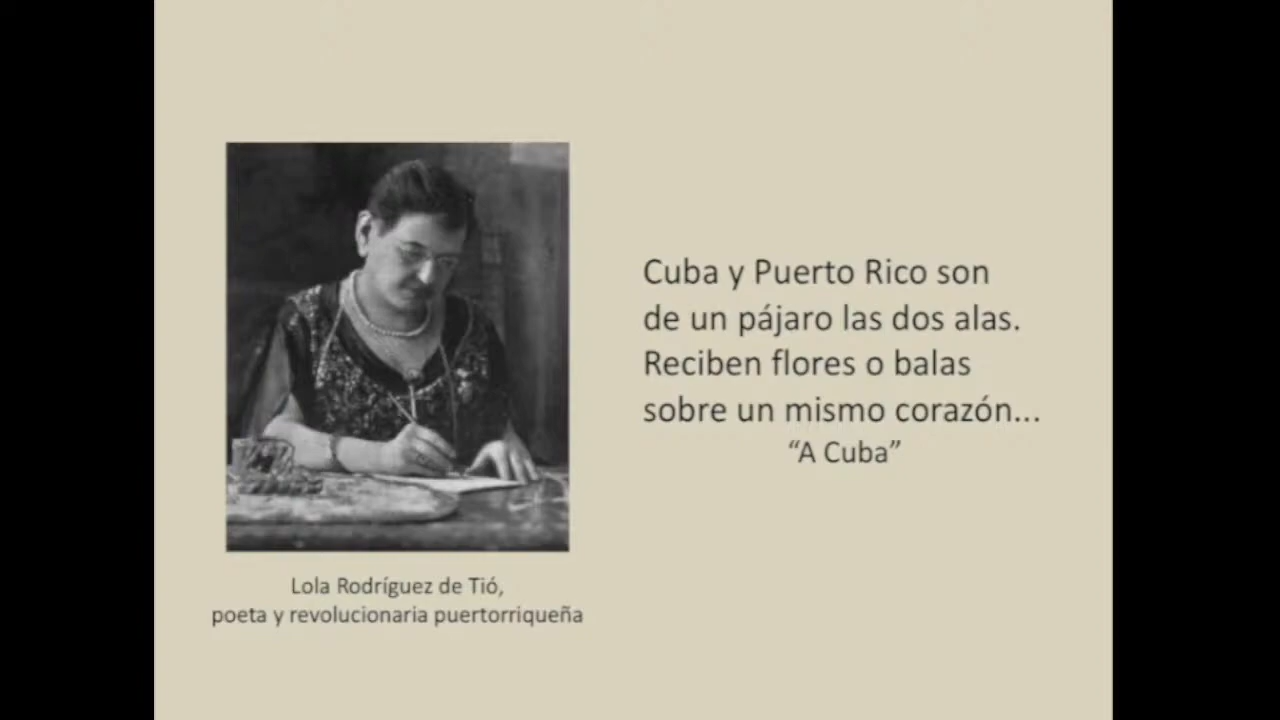 Cuba y Puerto Rico son
de un pájaro las dos alas.
Reciben flores o balas
sobre un mismo corazón...
“A Cuba”
Lola Rodríguez de Tió,
poeta y revolucionaria puertorriqueña